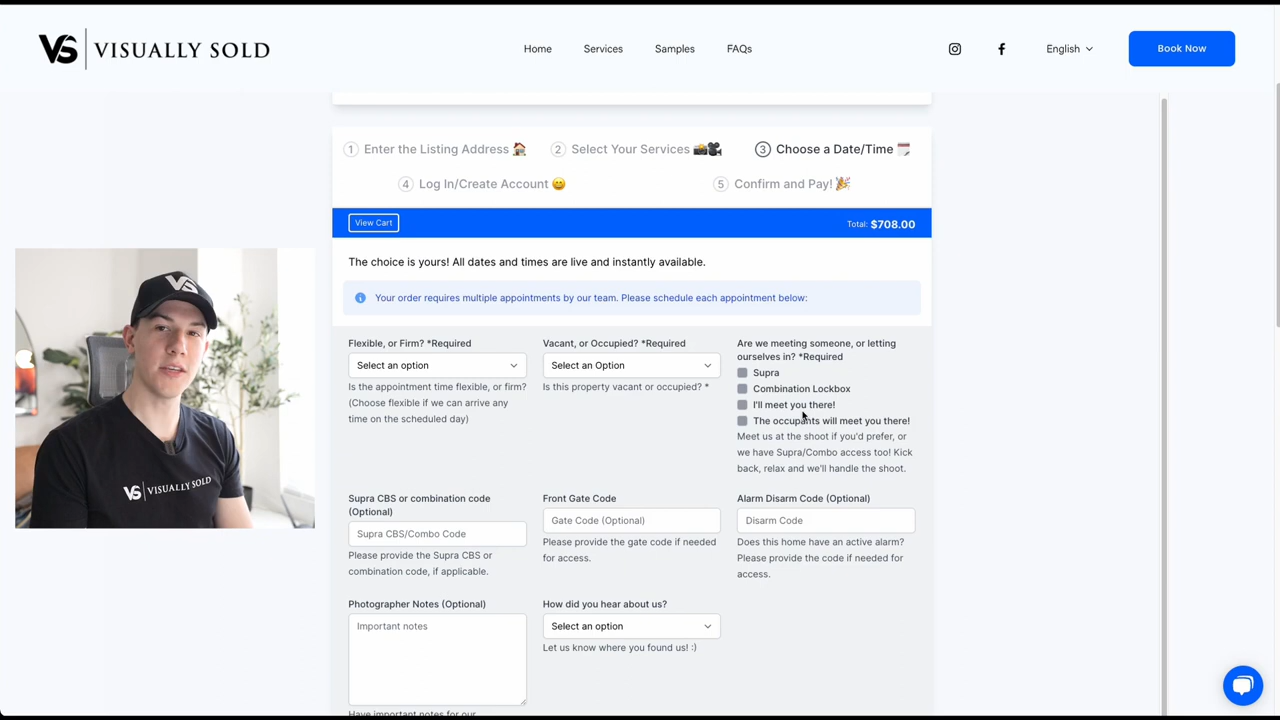 VS VISUALLY SOLD
Home
Services
Samples
FAQs
English
Book Now
1 Enter the Listing Address
2 Select Your Services
3 Choose a Date/Time
4 Log In/Create Account
5 Confirm and Pay!
View Cart
Total: $708.00
The choice is yours! All dates and times are live and instantly available.
Your order requires multiple appointments by our team. Please schedule each appointment below:
Flexible, or Firm? *Required
Select an option
Is the appointment time flexible, or firm?
(Choose flexible if we can arrive any
time on the scheduled day)
Vacant, or Occupied? *Required
Select an Option
Is this property vacant or occupied? *
Are we meeting someone, or letting
ourselves in? *Required
Supra
Combination Lockbox
I'll meet you there!
The occupants will meet you there!
Meet us at the shoot if you'd prefer, or
we have Supra/Combo access too! Kick
back, relax and we'll handle the shoot.
Supra CBS or combination code
(Optional)
Supra CBS/Combo Code
Please provide the Supra CBS or
combination code, if applicable.
Front Gate Code
Gate Code (Optional)
Please provide the gate code if needed
for access.
Alarm Disarm Code (Optional)
Disarm Code
Does this home have an active alarm?
Please provide the code if needed for
access.
Photographer Notes (Optional)
Important notes
Have important notes for our
How did you hear about us?
Select an option
Let us know where you found us! :)
VS
VS VISUALLY SOLD